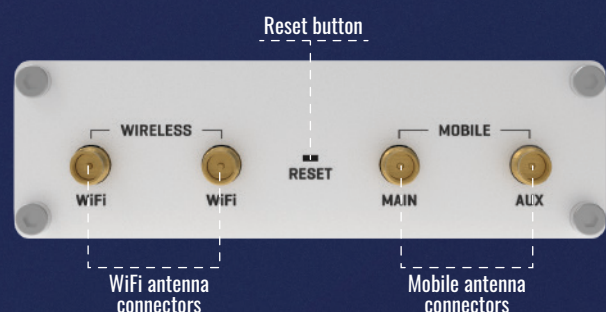 Reset button
WIRELESS
MOBILE
RESET
WiFi
WiFi
MAIN
AUX
WiFi antenna
connectors
Mobile antenna
connectors